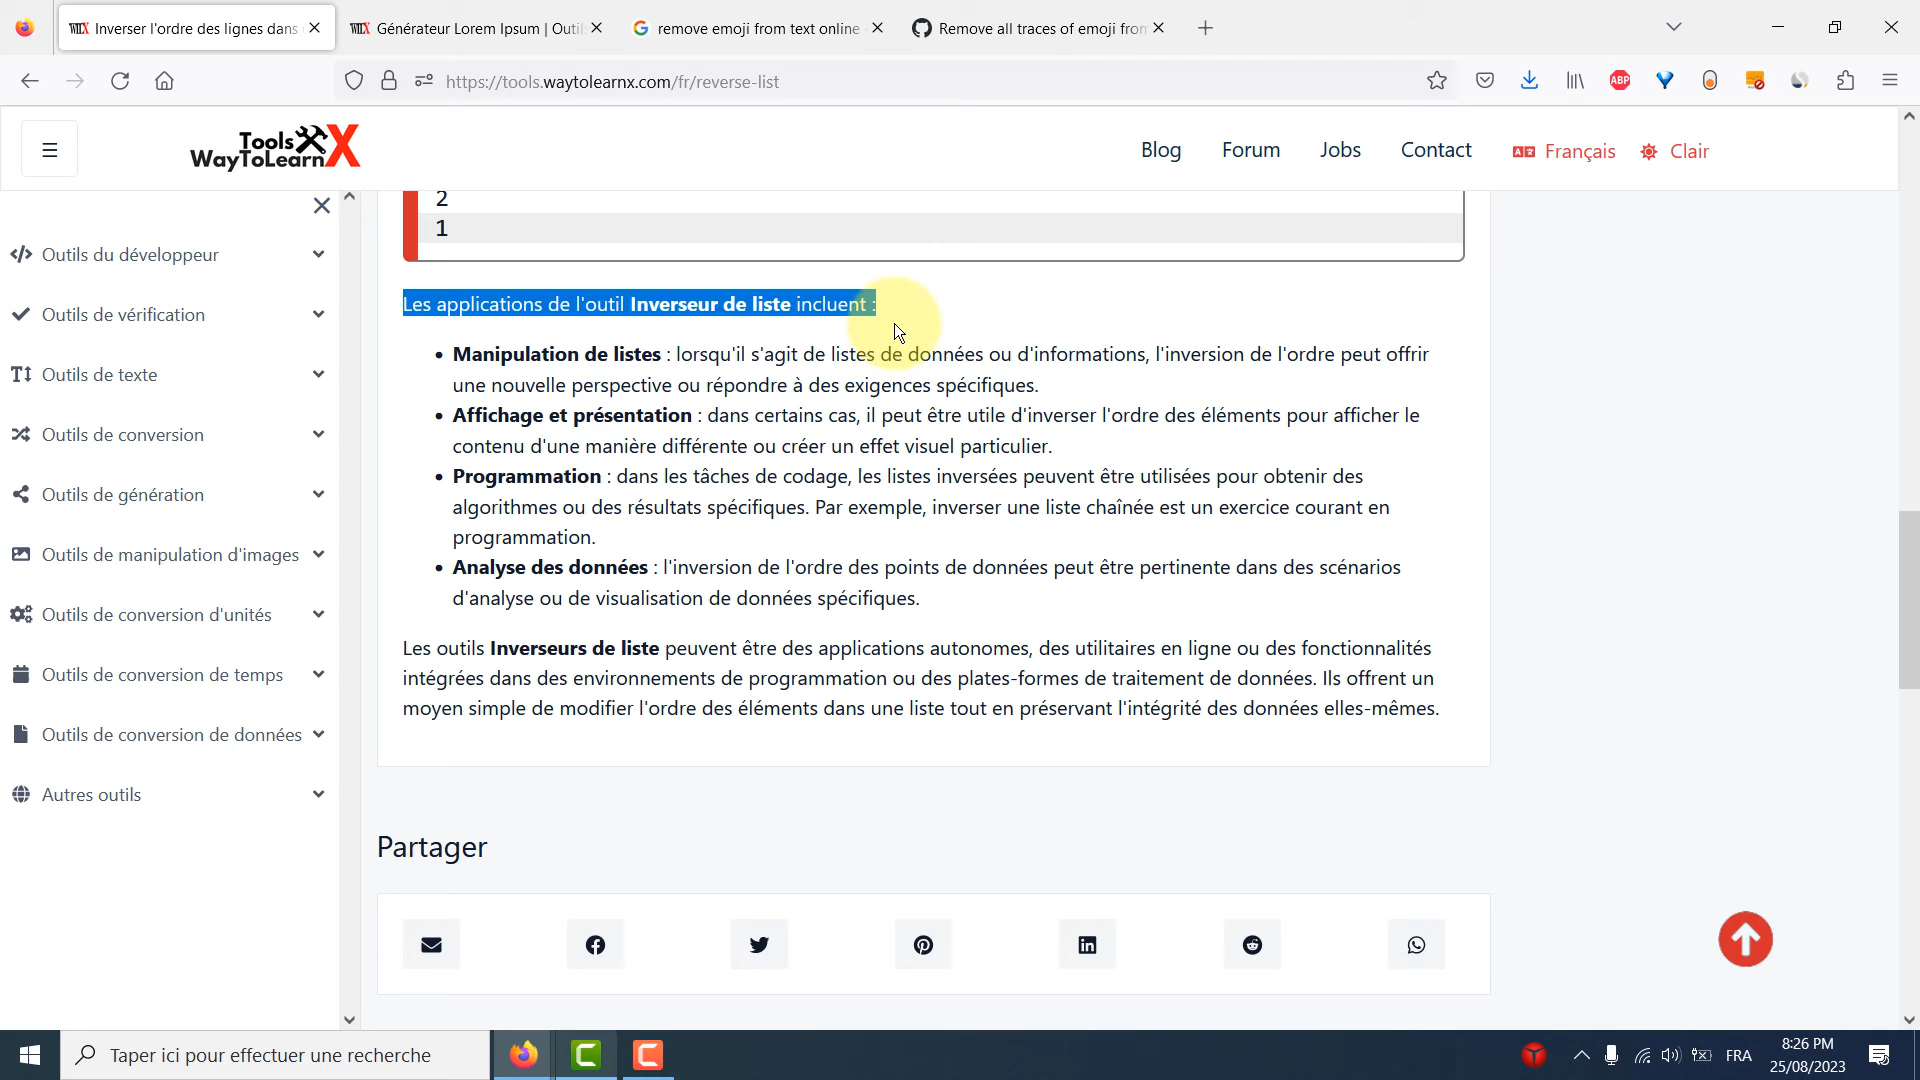 Inverser l'ordre des lignes dans
Générateur Lorem Ipsum | Outi
remove emoji from text online
Remove all traces of emoji from
https://tools.waytolearnx.com/fr/reverse-list
ABP
Tools
WayToLearnX
Blog
Forum
Jobs
Contact
Français
Clair
Outils du développeur
Outils de vérification
Outils de texte
Outils de conversion
Outils de génération
Outils de manipulation d'images
Outils de conversion d'unités
Outils de conversion de temps
Outils de conversion de données
Autres outils
2
1
Les applications de l'outil Inverseur de liste incluent :
• Manipulation de listes : lorsqu'il s'agit de listes de données ou d'informations, l'inversion de l'ordre peut offrir
une nouvelle perspective ou répondre à des exigences spécifiques.
• Affichage et présentation : dans certains cas, il peut être utile d'inverser l'ordre des éléments pour afficher le
contenu d'une manière différente ou créer un effet visuel particulier.
• Programmation : dans les tâches de codage, les listes inversées peuvent être utilisées pour obtenir des
algorithmes ou des résultats spécifiques. Par exemple, inverser une liste chaînée est un exercice courant en
programmation.
• Analyse des données : l'inversion de l'ordre des points de données peut être pertinente dans des scénarios
d'analyse ou de visualisation de données spécifiques.
Les outils Inverseurs de liste peuvent être des applications autonomes, des utilitaires en ligne ou des fonctionnalités
intégrées dans des environnements de programmation ou des plates-formes de traitement de données. Ils offrent un
moyen simple de modifier l'ordre des éléments dans une liste tout en préservant l'intégrité des données elles-mêmes.
Partager
Taper ici pour effectuer une recherche
FRA
8:26 PM
25/08/2023